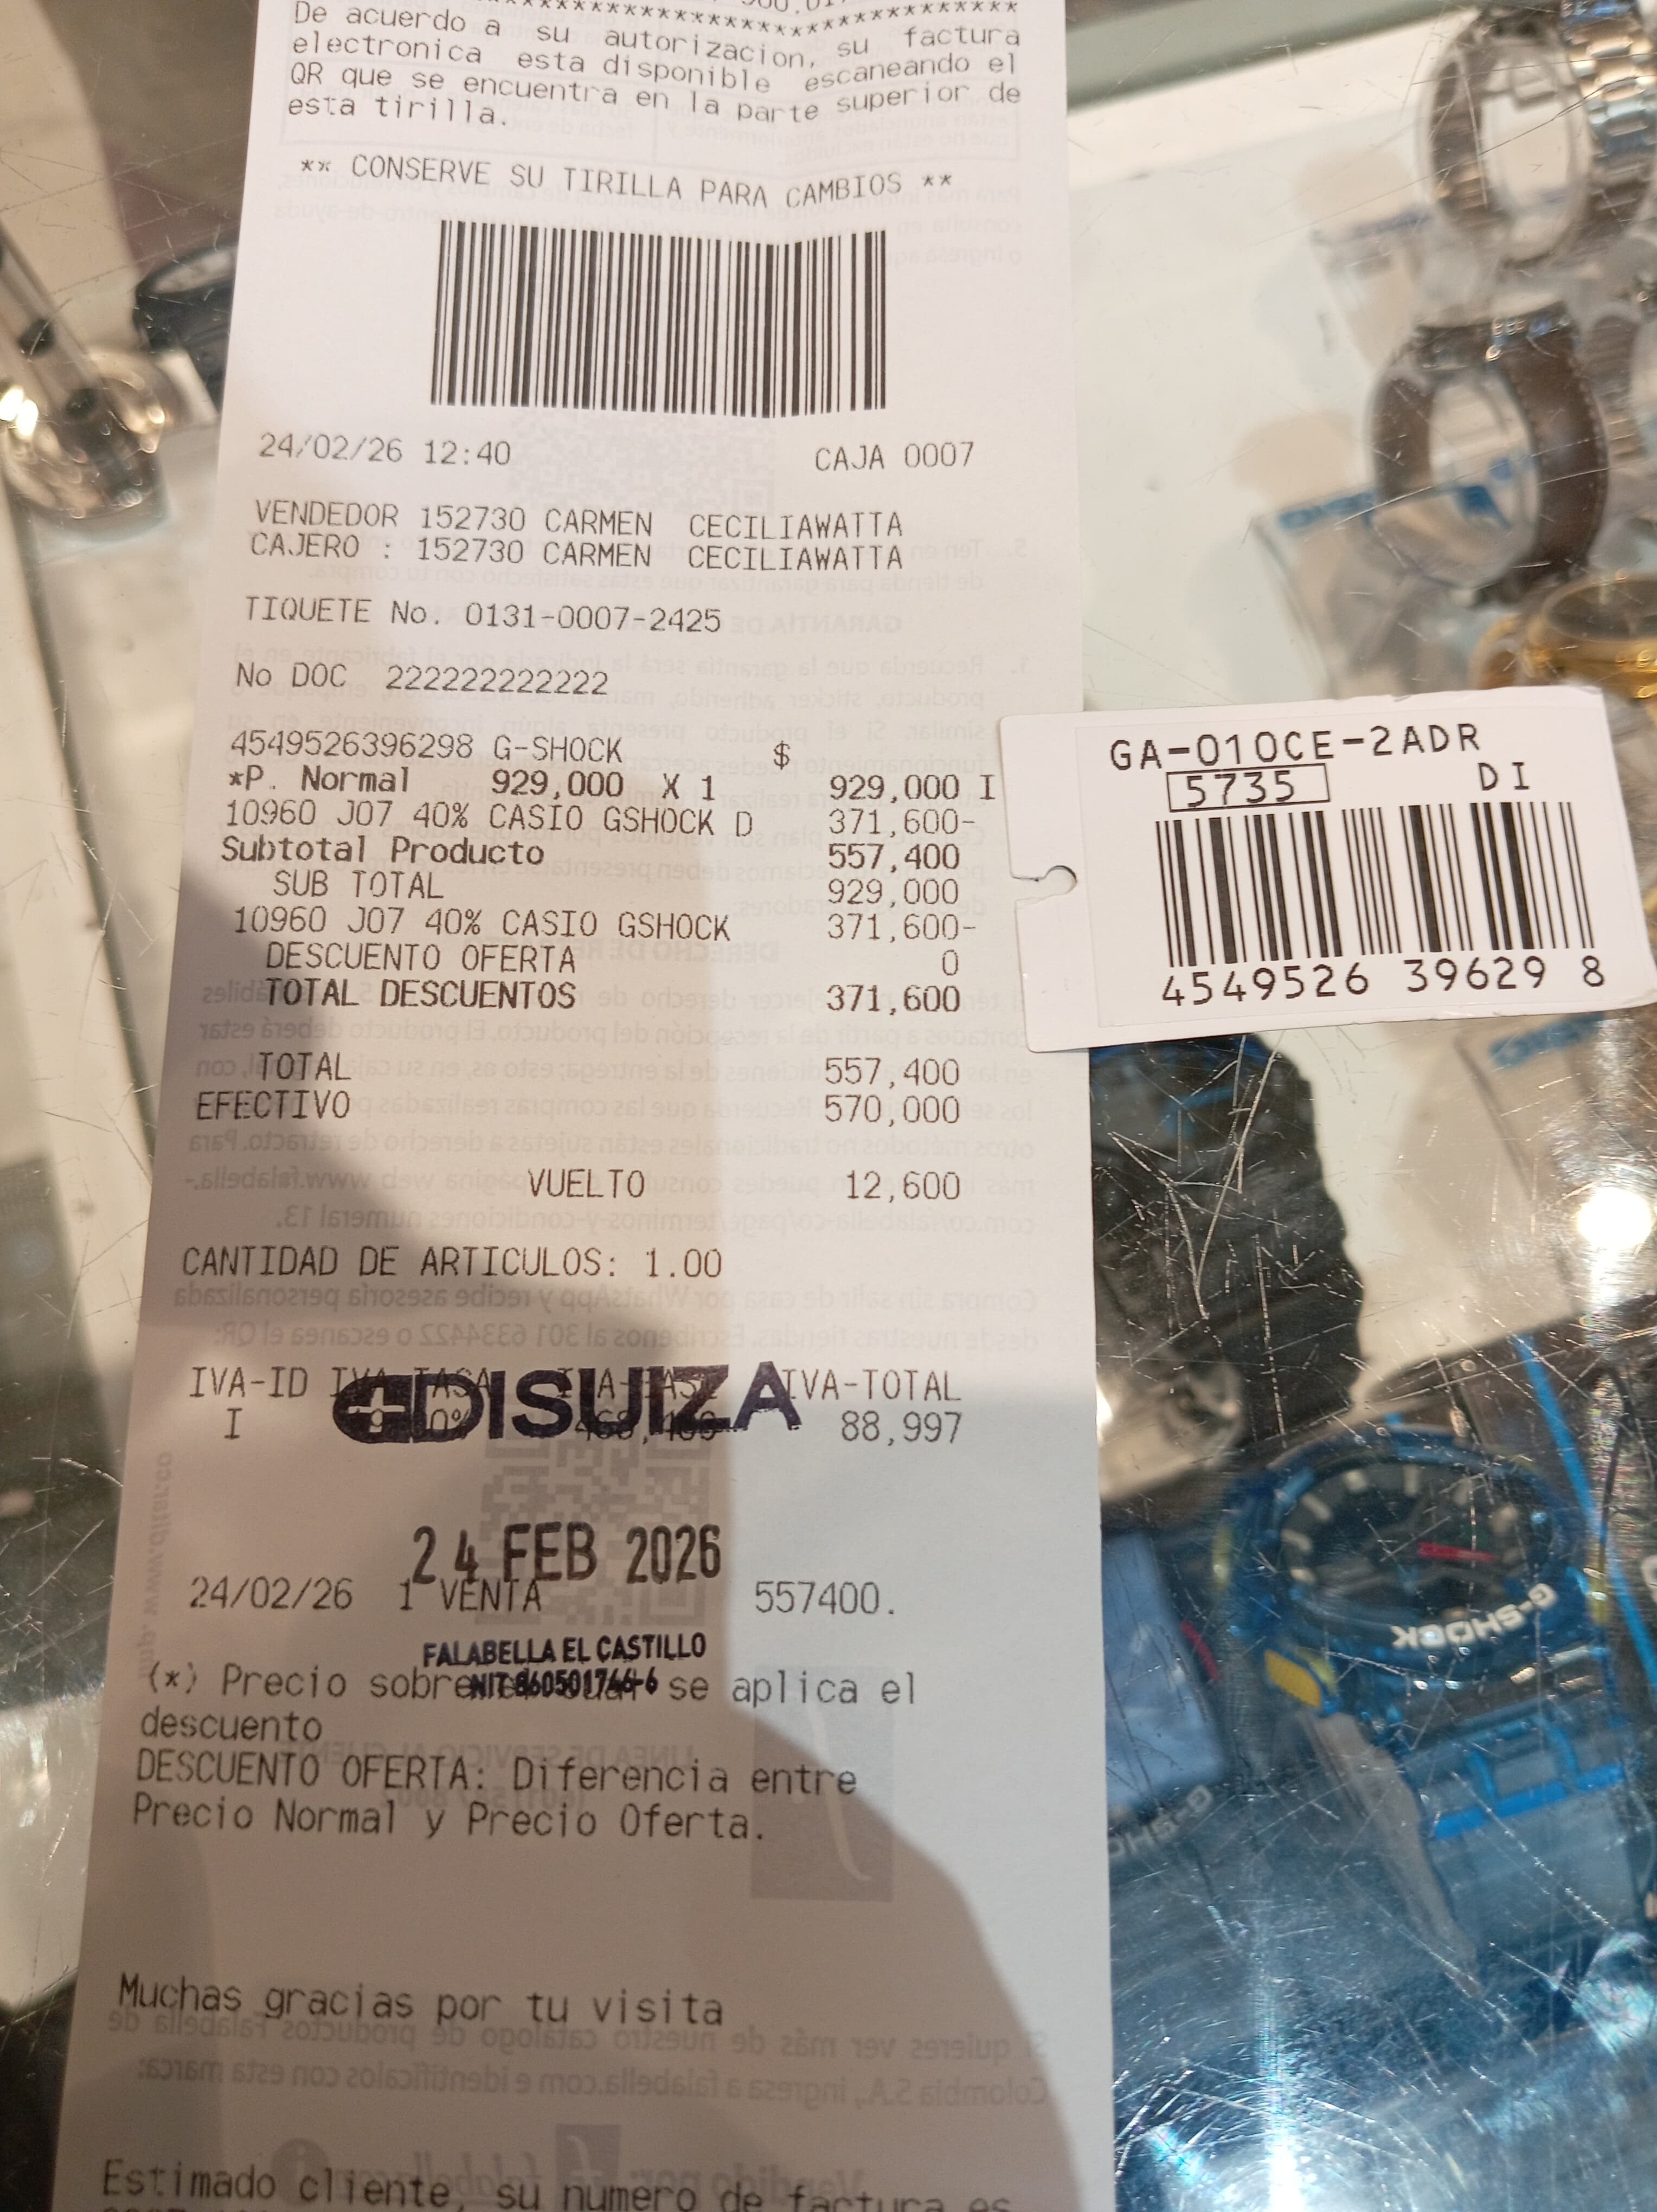 De acuerdo a su autorizacion, su factura
electronica esta disponible escaneando el
QR que se encuentra en la parte superior de
esta tirilla.
** CONSERVE SU TIRILLA PARA CAMBIOS **
24/02/26 12:40 CAJA 0007
VENDEDOR 152730 CARMEN CECILIAWATTA
CAJERO : 152730 CARMEN CECILIAWATTA
TIQUETE No. 0131-0007-2425
No DOC 222222222222
4549526396298 G-SHOCK $
*P. Normal 929,000 X 1 929,000 I
10960 J07 40% CASIO GSHOCK D 371,600-
Subtotal Producto 557,400
SUB TOTAL 929,000
10960 J07 40% CASIO GSHOCK 371,600-
DESCUENTO OFERTA 0
TOTAL DESCUENTOS 371,600
TOTAL 557,400
EFECTIVO 570,000
VUELTO 12,600
CANTIDAD DE ARTICULOS: 1.00
IVA-ID IVA-TASA IVA-TOTAL
I 88,997
DISUIZA
24 FEB 2026
24/02/26 1 VENTA 557400.
FALABELLA EL CASTILLO
NIT 860501746-6
(*) Precio sobre el cual se aplica el
descuento
DESCUENTO OFERTA: Diferencia entre
Precio Normal y Precio Oferta.
Muchas gracias por tu visita
Estimado cliente, su numero de factura es
GA-010CE-2ADR
5735 DI
4549526 39629 8
G-SHOCK